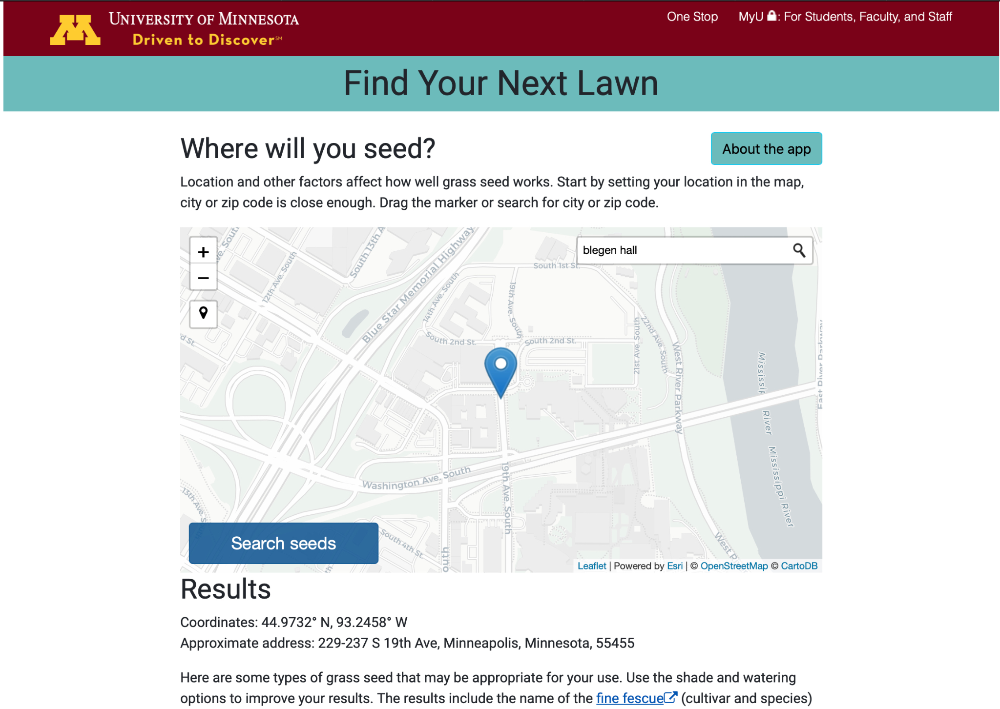 UNIVERSITY OF MINNESOTA
Driven to Discover℠
One Stop
MyU : For Students, Faculty, and Staff
Find Your Next Lawn
Where will you seed?
About the app
Location and other factors affect how well grass seed works. Start by setting your location in the map,
city or zip code is close enough. Drag the marker or search for city or zip code.
+
−
blegen hall
Ave. South
12th Ave. South
South 13th A
Blue Star Memorial Highway
14th Ave. South
South 1st St.
19th Ave. South
South 2nd St.
South 2nd St.
21st Ave. South
22nd Ave. South
West River Parkway
Mississip
River
Mississippi River
East River Parkway
rd St.
Washington Ave. South
19th Ave. South
13th Ave. S
South 4th St.
outh
th
West R
Search seeds
Leaflet | Powered by Esri | © OpenStreetMap © CartoDB
Results
Coordinates: 44.9732° N, 93.2458° W
Approximate address: 229-237 S 19th Ave, Minneapolis, Minnesota, 55455
Here are some types of grass seed that may be appropriate for your use. Use the shade and watering
options to improve your results. The results include the name of the fine fescue (cultivar and species)